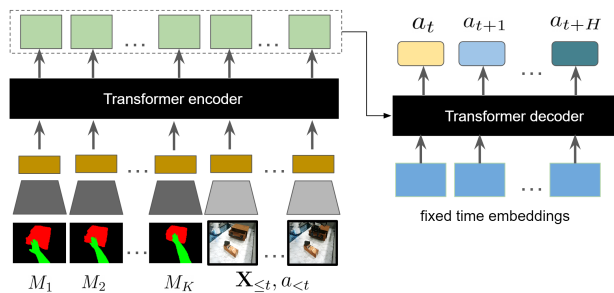 a_t a_{t+1} ... a_{t+H}
Transformer encoder
Transformer decoder
fixed time embeddings
M_1 M_2 ... M_K X_{≤t}, a_{<t}